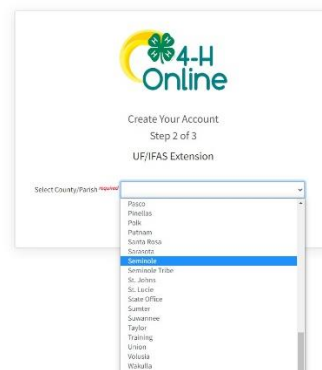 4-H
Online
Create Your Account
Step 2 of 3
UF/IFAS Extension
Select County/Parish required
Pasco
Pinellas
Polk
Putnam
Santa Rosa
Sarasota
Seminole
Seminole Tribe
St. Johns
St. Lucie
State Office
Sumter
Suwannee
Taylor
Training
Union
Volusia
Wakulla